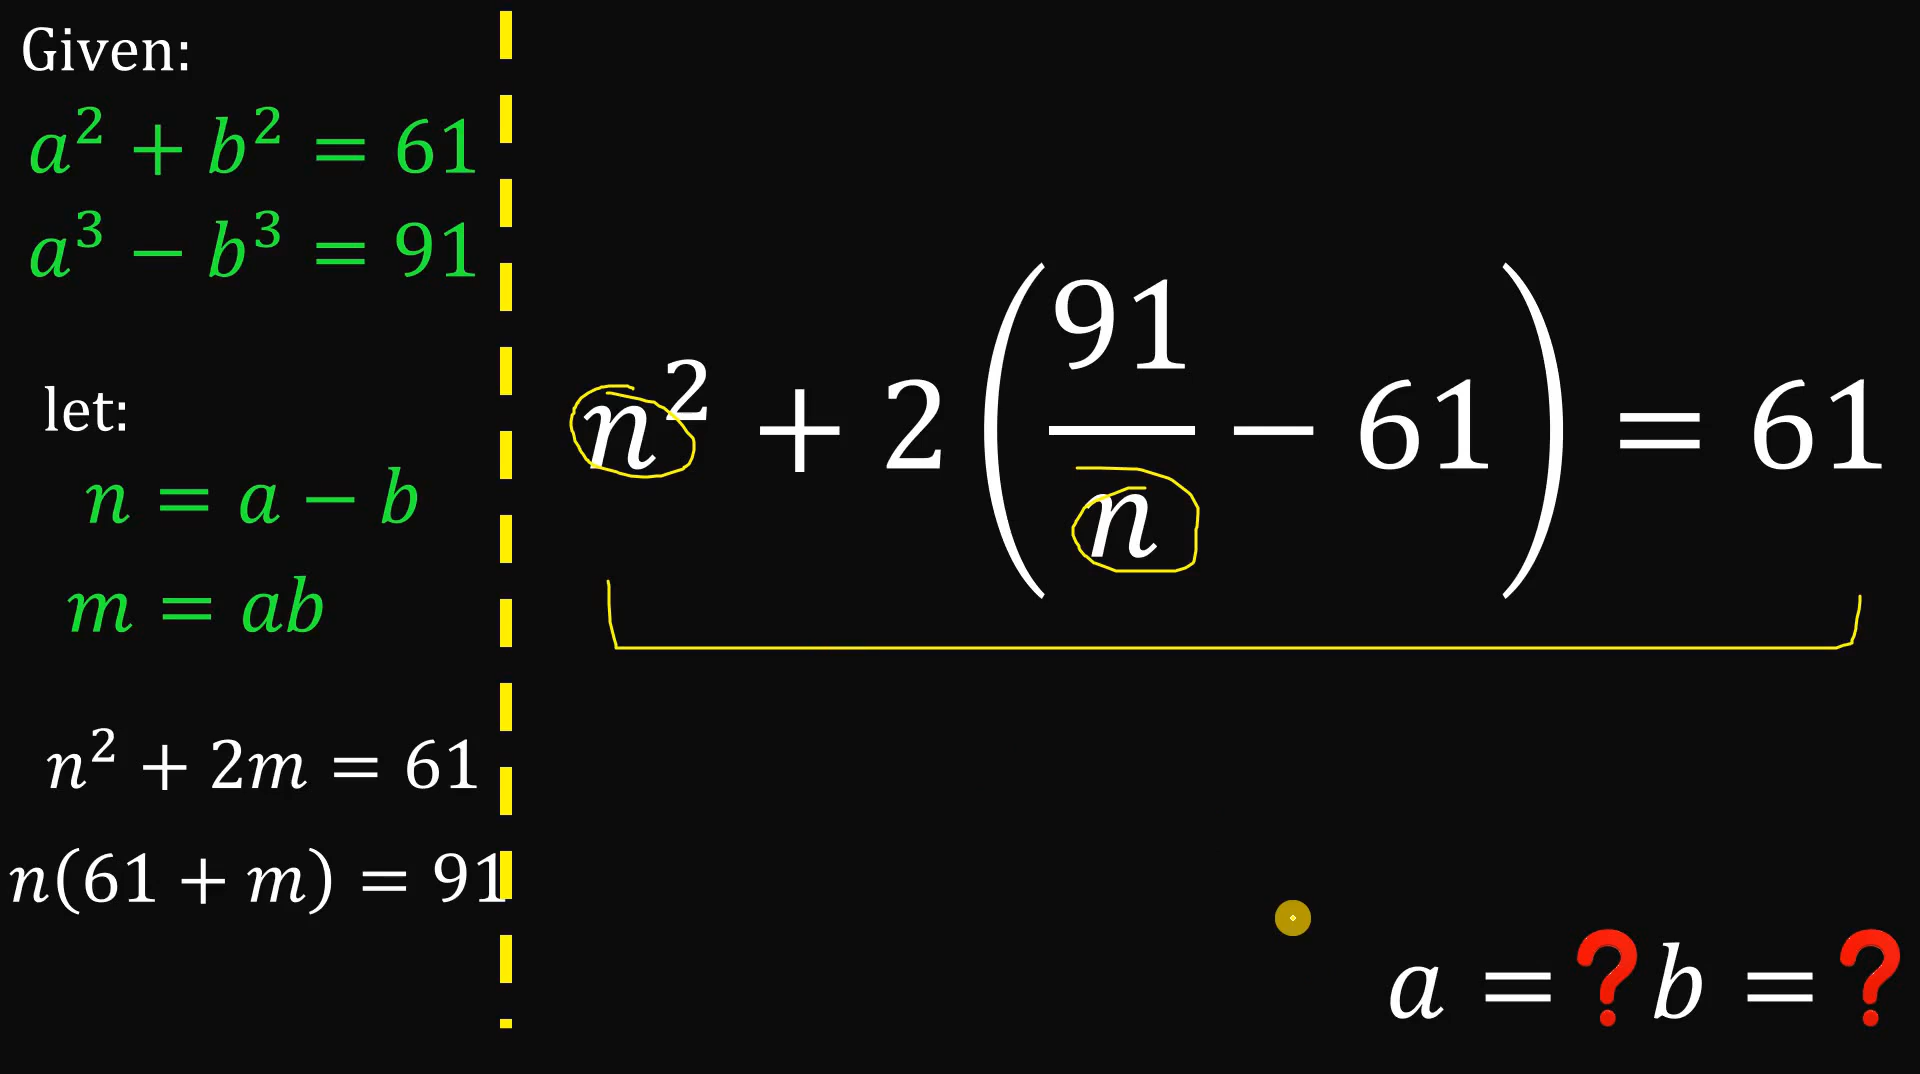 Given:
a² + b² = 61
a³ − b³ = 91
let:
n = a − b
m = ab
n² + 2m = 61
n(61 + m) = 91
n² + 2(91/n − 61) = 61
a =❓b =❓